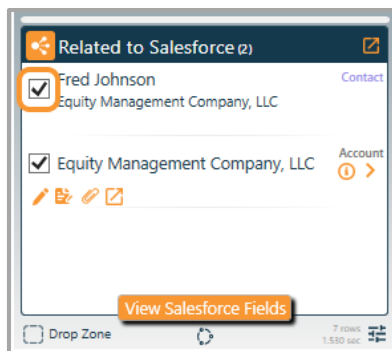 Related to Salesforce (2)
Fred Johnson
Contact
Equity Management Company, LLC
Equity Management Company, LLC
Account
View Salesforce Fields
Drop Zone
7 rows
1.530 sec